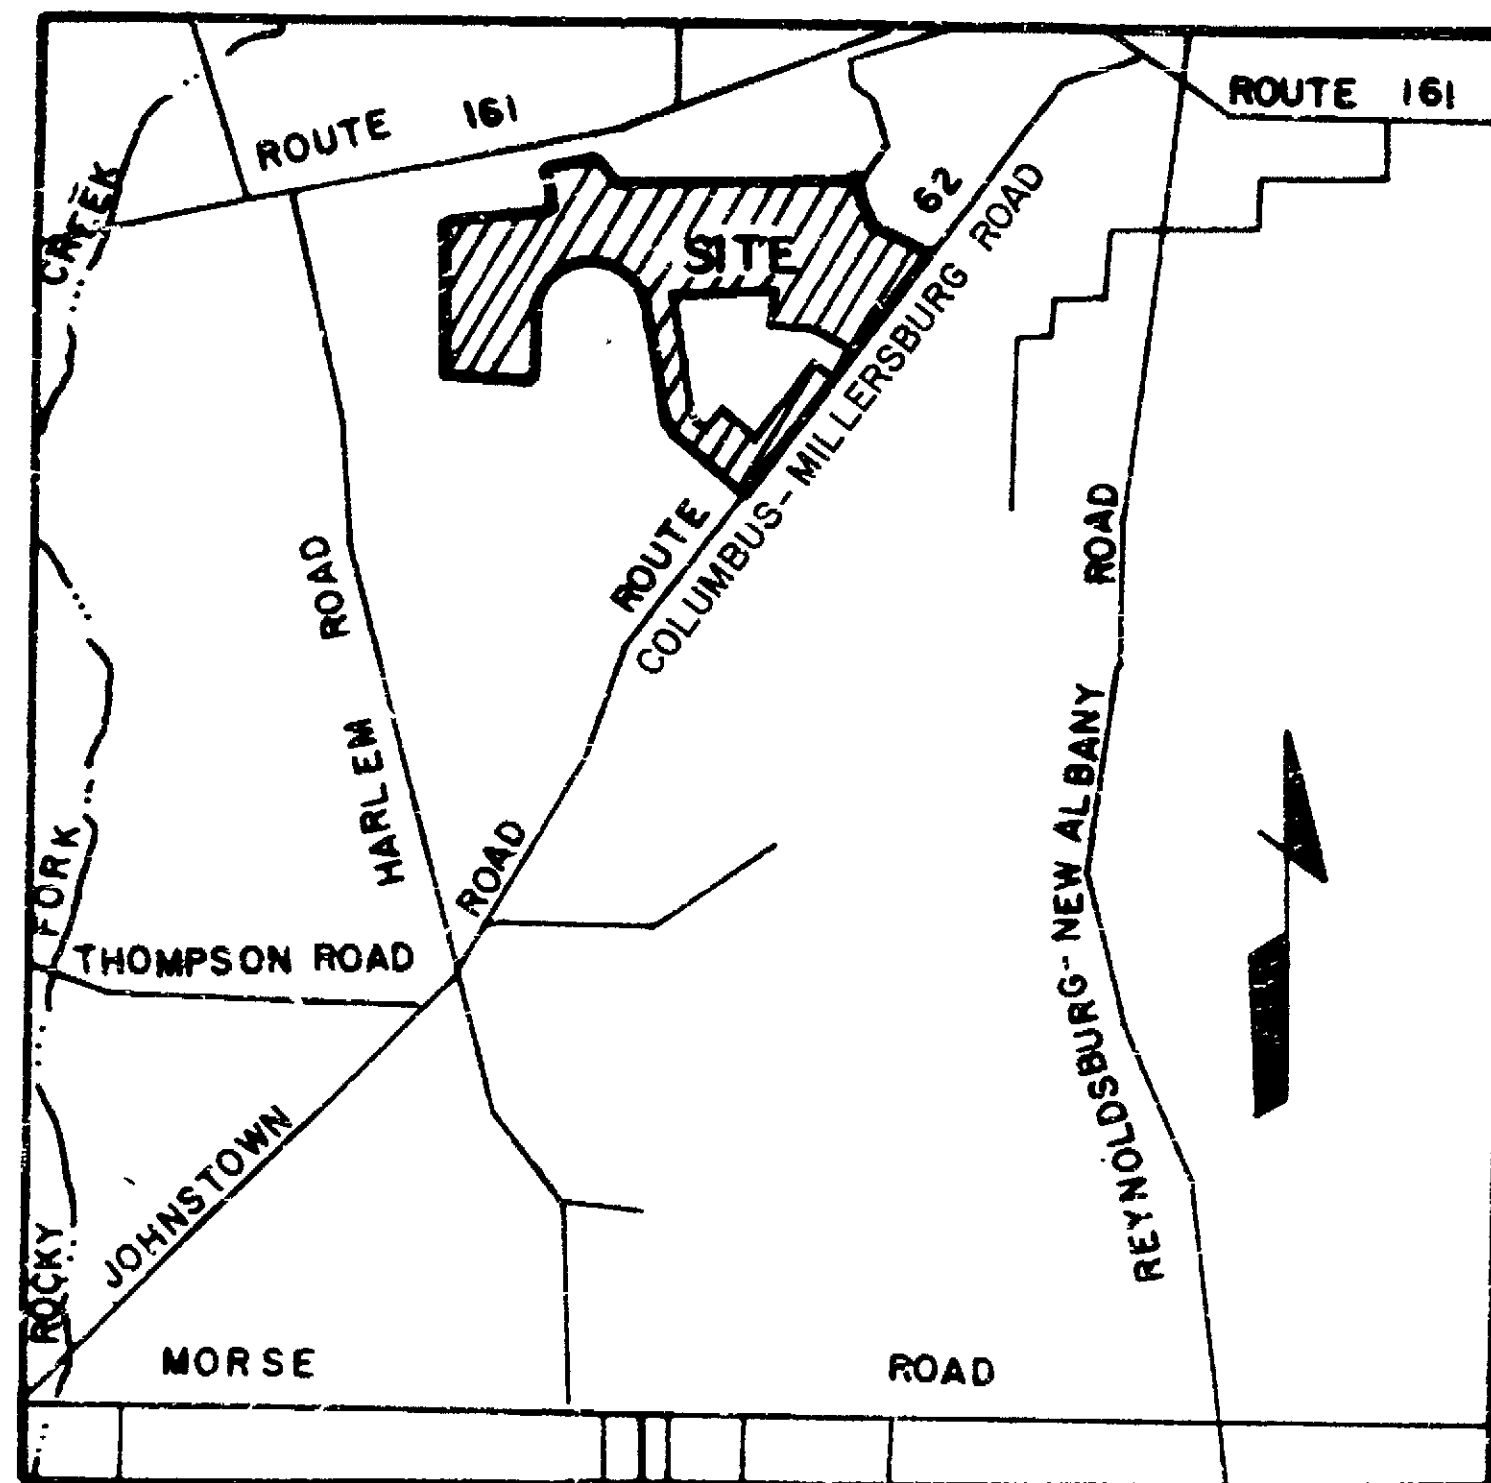 ROUTE 161
ROUTE 161
CREEK
SITE
ROUTE 62
COLUMBUS-MILLERSBURG ROAD
HARLEM ROAD
REYNOLDSBURG-NEW ALBANY ROAD
ROCKY FORK
THOMPSON ROAD
JOHNSTOWN ROAD
MORSE ROAD